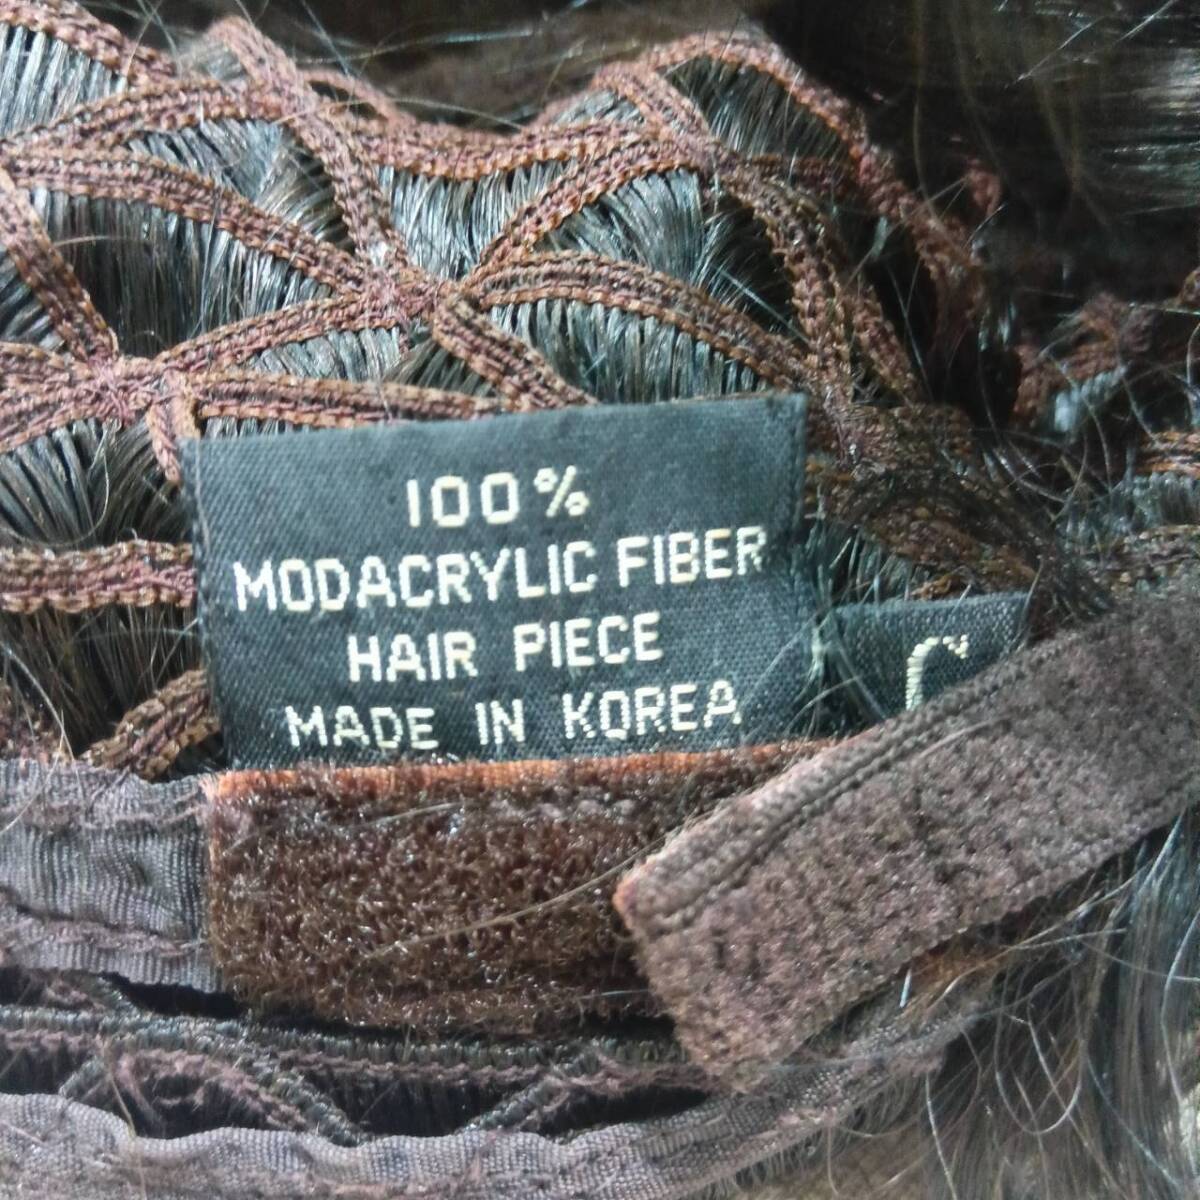 100%
MODACRYLIC FIBER
HAIR PIECE
MADE IN KOREA